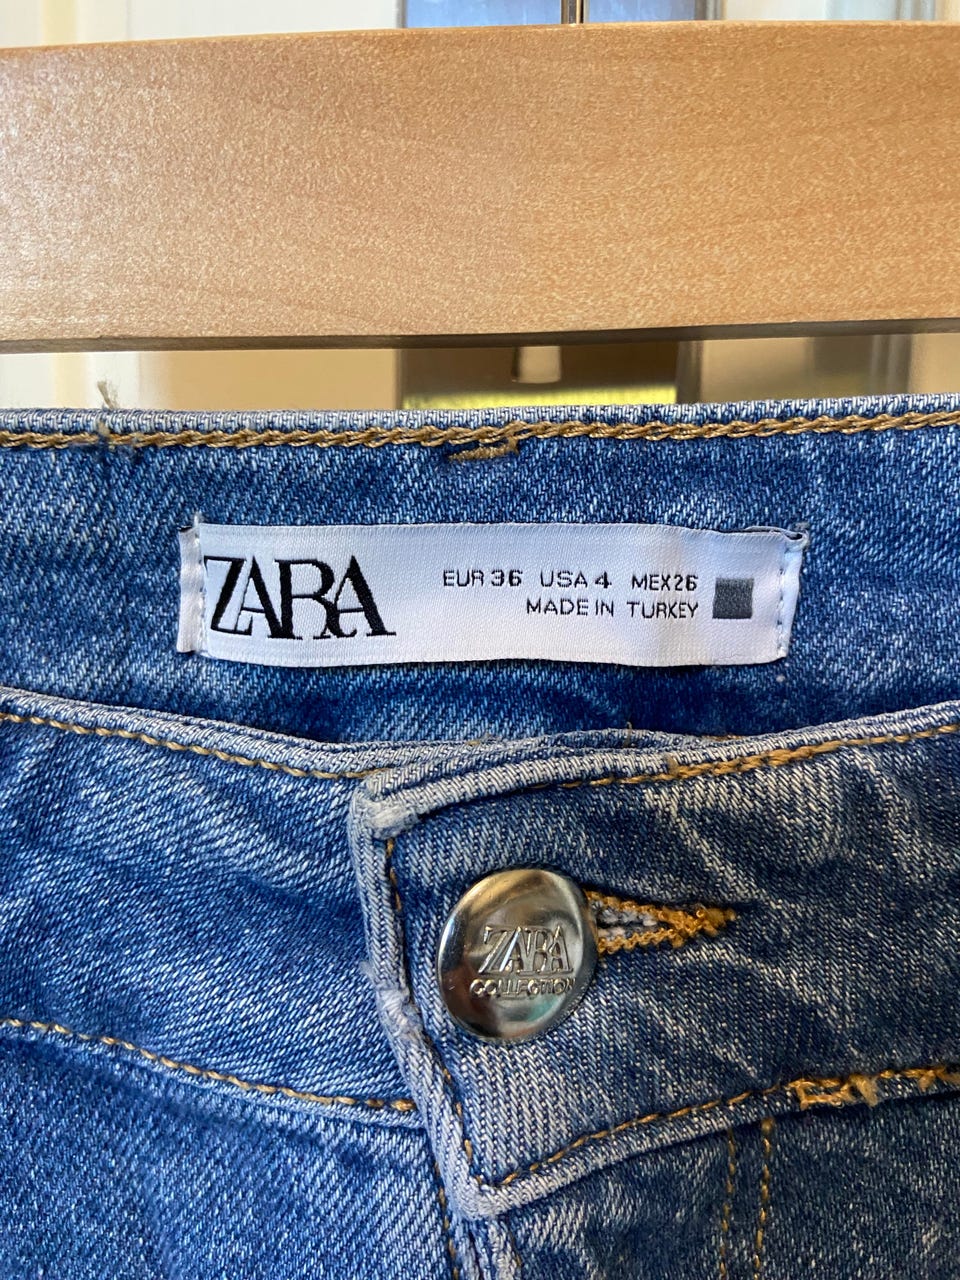 ZARA
EUR 36 USA 4 MEX 26
MADE IN TURKEY
ZARA
COLLECTION